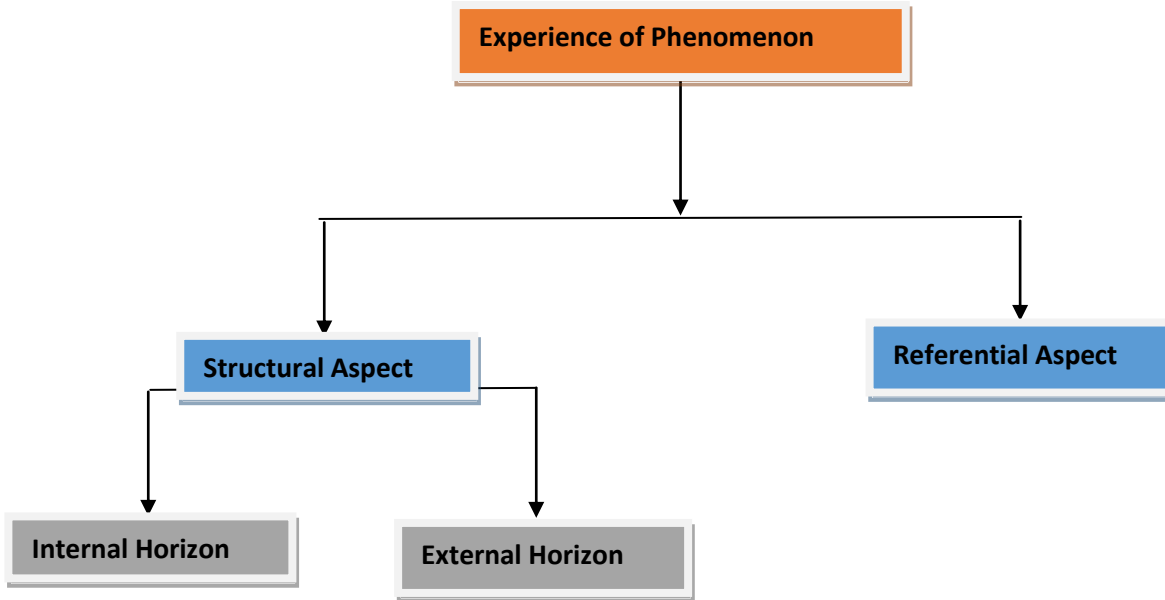 Experience of Phenomenon
Structural Aspect
Referential Aspect
Internal Horizon
External Horizon